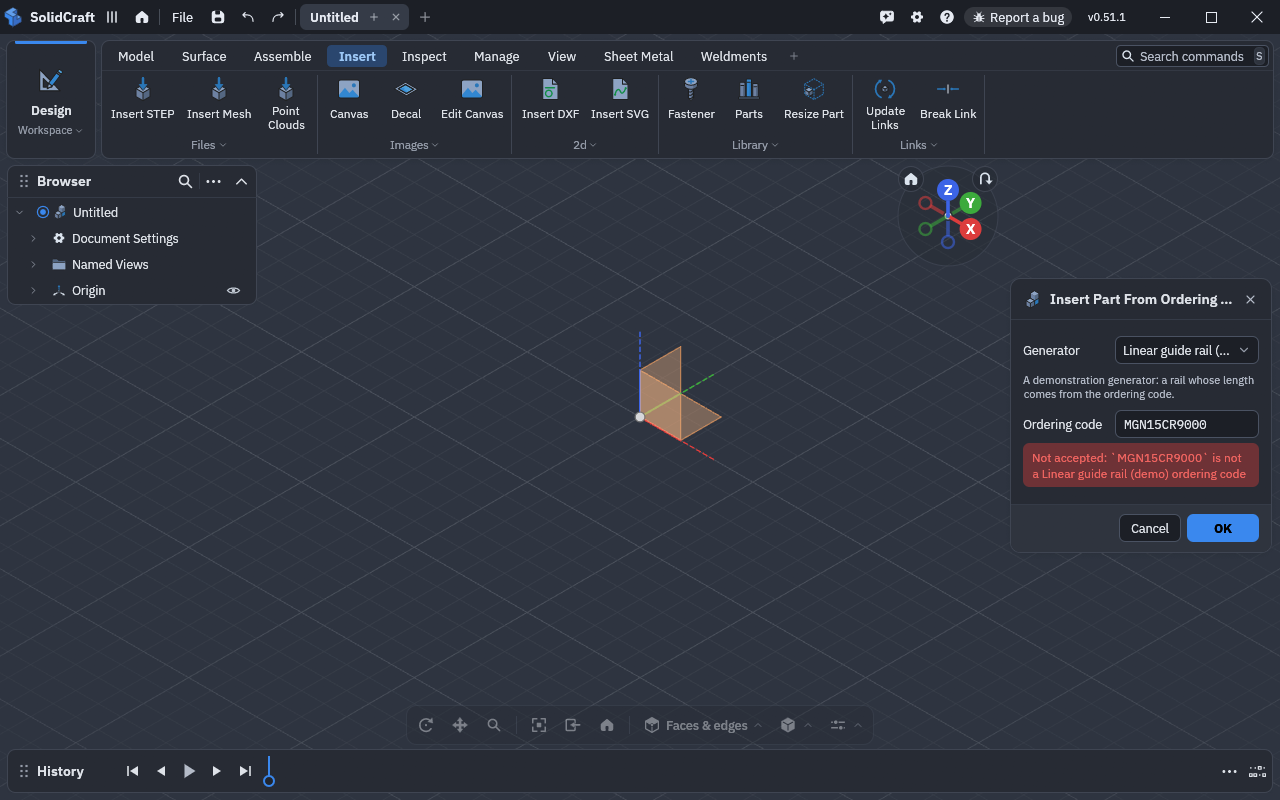 SolidCraft
File
Untitled
Report a bug
v0.51.1
Design
Workspace
Model
Surface
Assemble
Insert
Inspect
Manage
View
Sheet Metal
Weldments
Search commands
S
Insert STEP
Insert Mesh
Point
Clouds
Files
Canvas
Decal
Edit Canvas
Images
Insert DXF
Insert SVG
2d
Fastener
Parts
Resize Part
Library
Update
Links
Break Link
Links
Browser
Untitled
Document Settings
Named Views
Origin
Z
Y
X
Insert Part From Ordering ...
Generator
Linear guide rail (...
A demonstration generator: a rail whose length
comes from the ordering code.
Ordering code
MGN15CR9000
Not accepted: `MGN15CR9000` is not
a Linear guide rail (demo) ordering code
Cancel
OK
Faces & edges
History